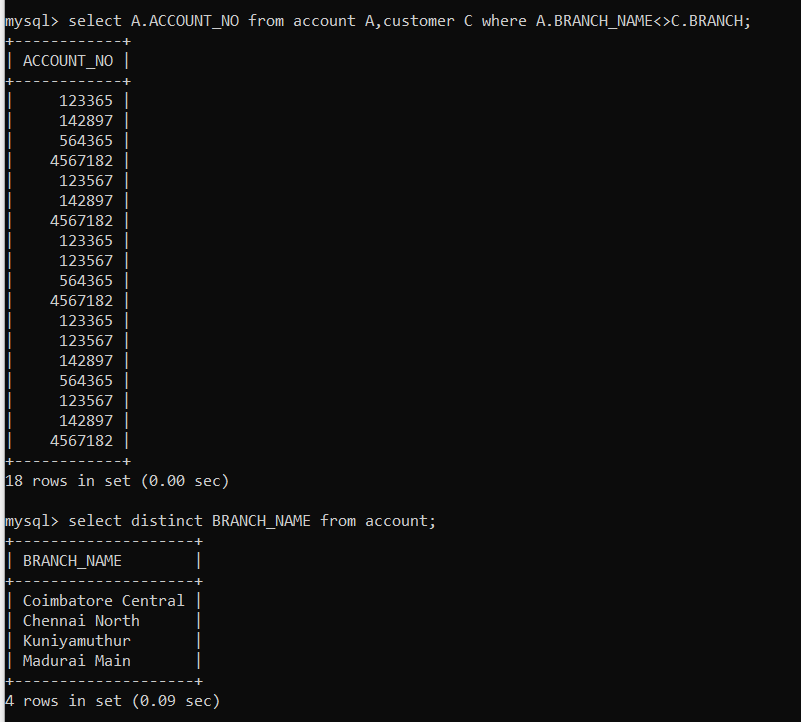 mysql> select A.ACCOUNT_NO from account A,customer C where A.BRANCH_NAME<>C.BRANCH;
+------------+
| ACCOUNT_NO |
+------------+
|     123365 |
|     142897 |
|     564365 |
|    4567182 |
|     123567 |
|     142897 |
|    4567182 |
|     123365 |
|     123567 |
|     564365 |
|    4567182 |
|     123365 |
|     123567 |
|     142897 |
|     564365 |
|     123567 |
|     142897 |
|    4567182 |
+------------+
18 rows in set (0.00 sec)

mysql> select distinct BRANCH_NAME from account;
+--------------------+
| BRANCH_NAME        |
+--------------------+
| Coimbatore Central |
| Chennai North      |
| Kuniyamuthur       |
| Madurai Main       |
+--------------------+
4 rows in set (0.09 sec)